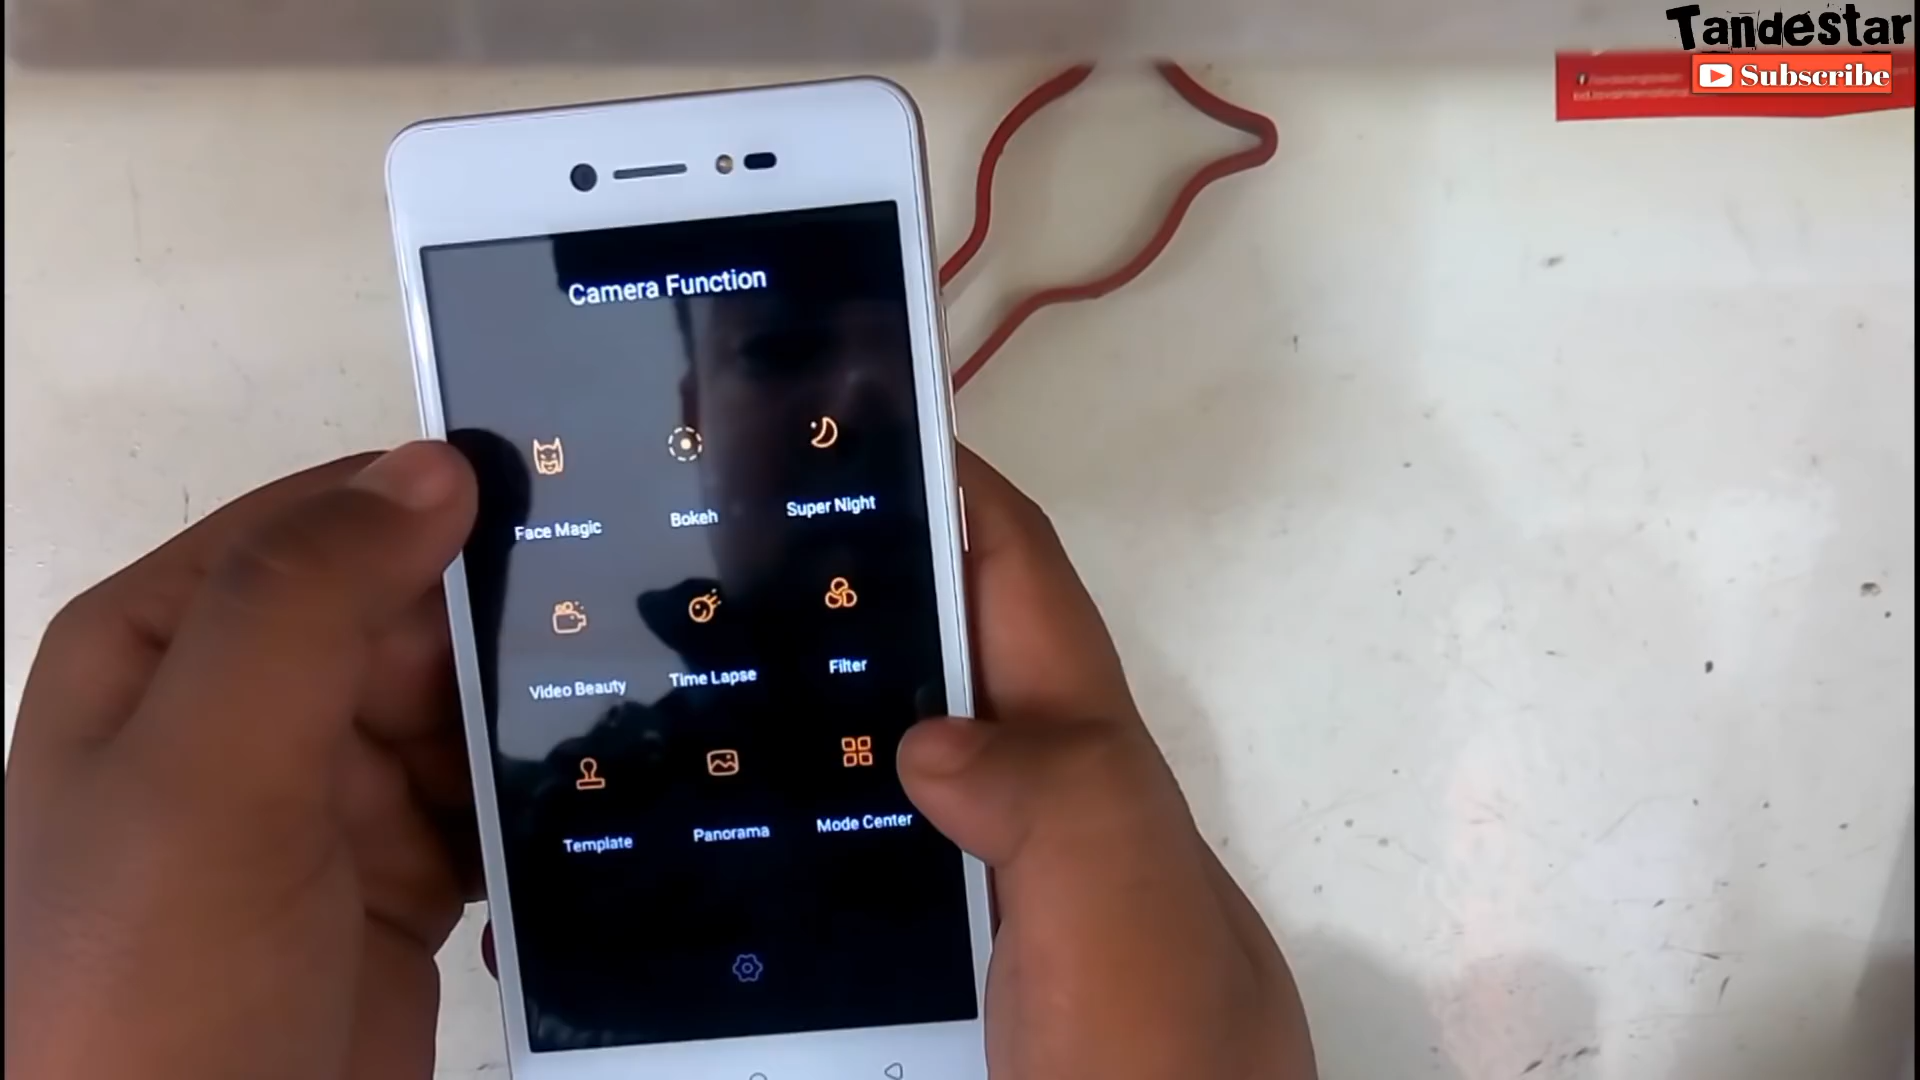 Tandestar
Subscribe
Camera Function
Face Magic
Bokeh
Super Night
Video Beauty
Time Lapse
Filter
Template
Panorama
Mode Center